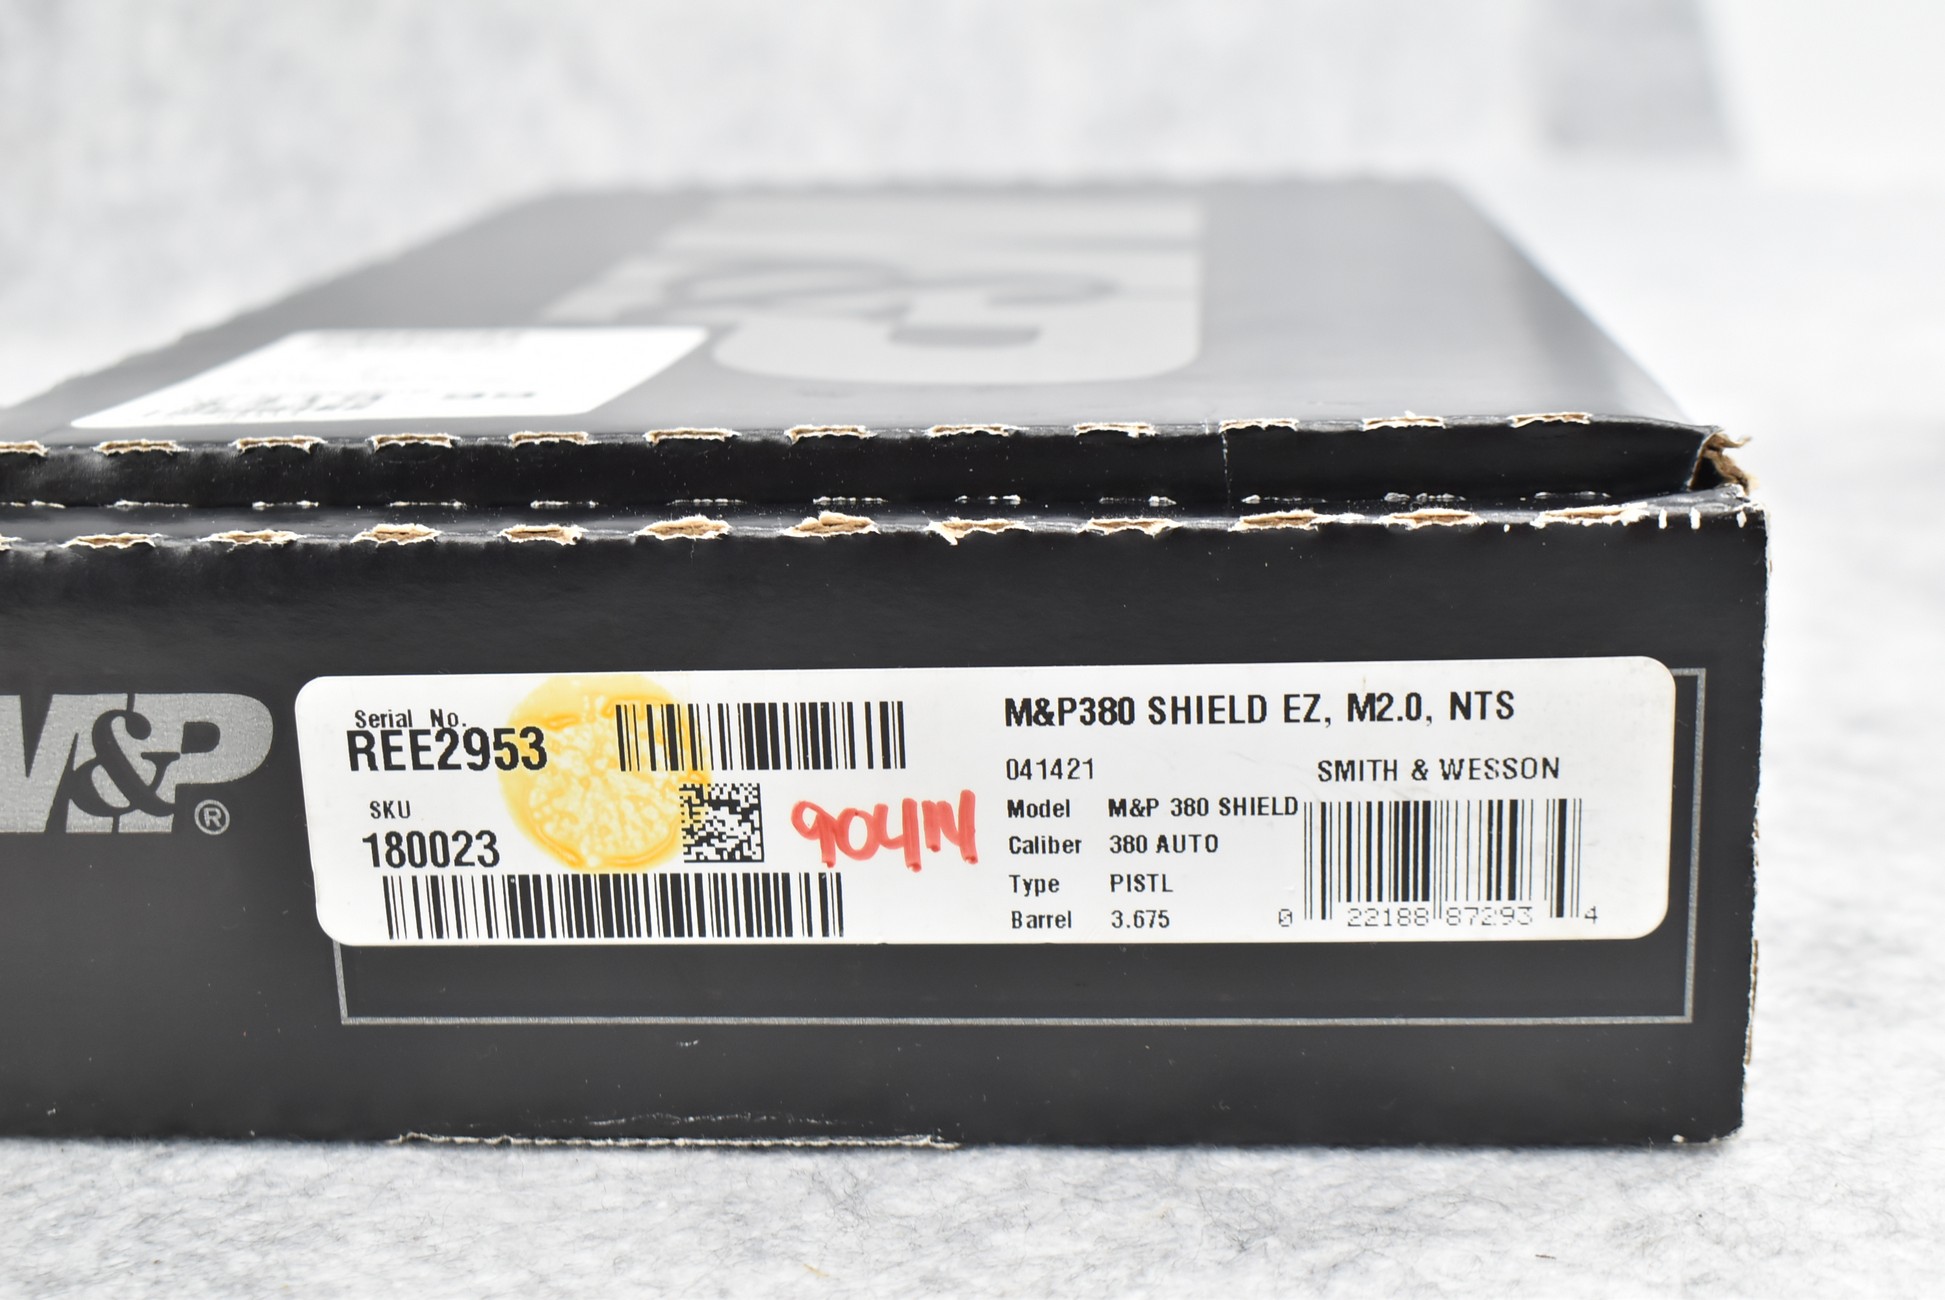 M&P®
Serial No.
REE2953
SKU
180023
M&P380 SHIELD EZ, M2.0, NTS
041421
SMITH & WESSON
Model M&P 380 SHIELD
Caliber 380 AUTO
Type PISTL
Barrel 3.675
0 22188 87293 4